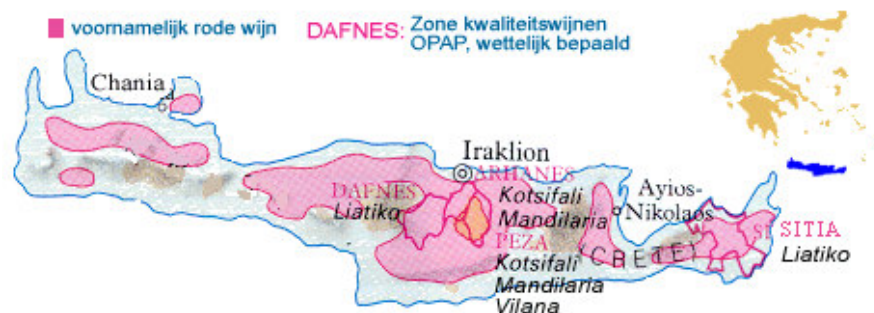 voornamelijk rode wijn
DAFNES: Zone kwaliteitswijnen
OPAP, wettelijk bepaald
Chania
Iraklion
ARHANES
Kotsifali
Mandilaria
DAFNES
Liatiko
PEZA
Kotsifali
Mandilaria
Vilana
Ayios-
Nikolaos
(CRETE)
SITIA
Liatiko